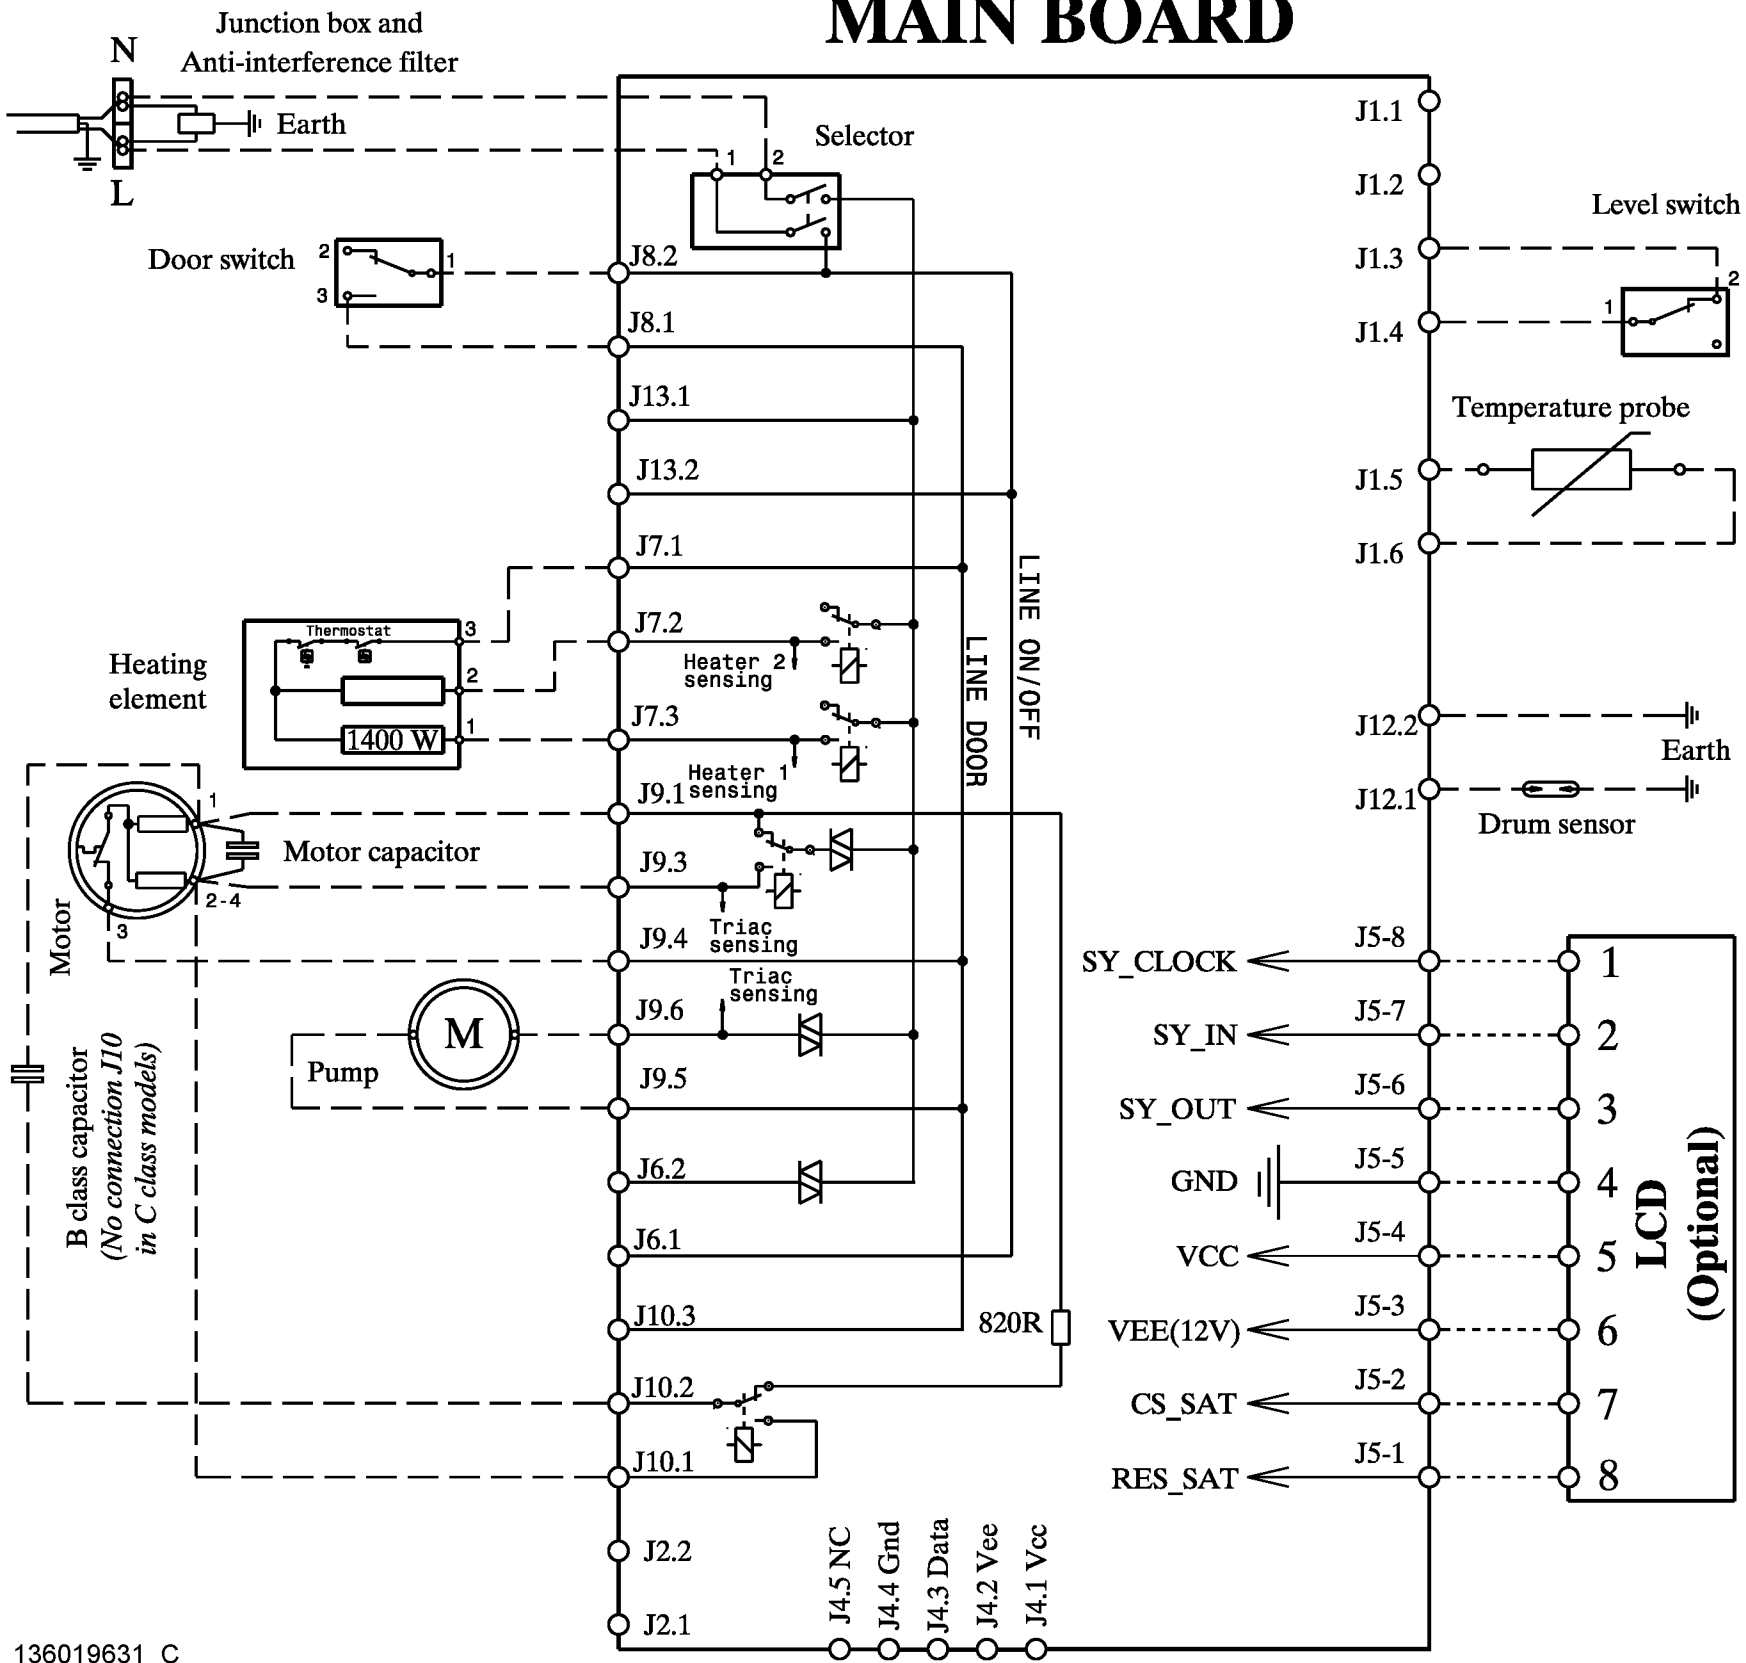 MAIN BOARD
Junction box and
Anti-interference filter
N
Earth
L
Selector
1
2
Door switch
2
1
3
J8.2
J8.1
J13.1
J13.2
J7.1
J7.2
Heater 2
sensing
J7.3
Heater 1
sensing
Heating
element
Thermostat
3
2
1
1400 W
J9.1
J9.3
Triac
sensing
J9.4
Triac
sensing
J9.6
J9.5
J6.2
J6.1
J10.3
J10.2
J10.1
J2.2
J2.1
LINE ON/OFF
LINE DOOR
820R
Motor
1
2-4
3
Motor capacitor
M
Pump
B class capacitor
(No connection J10
in C class models)
J1.1
J1.2
J1.3
J1.4
Level switch
2
1
Temperature probe
J1.5
J1.6
J12.2
Earth
J12.1
Drum sensor
SY_CLOCK
J5-8
1
SY_IN
J5-7
2
SY_OUT
J5-6
3
GND
J5-5
4
VCC
J5-4
5
VEE(12V)
J5-3
6
CS_SAT
J5-2
7
RES_SAT
J5-1
8
LCD
(Optional)
J4.5 NC
J4.4 Gnd
J4.3 Data
J4.2 Vee
J4.1 Vcc
136019631 C